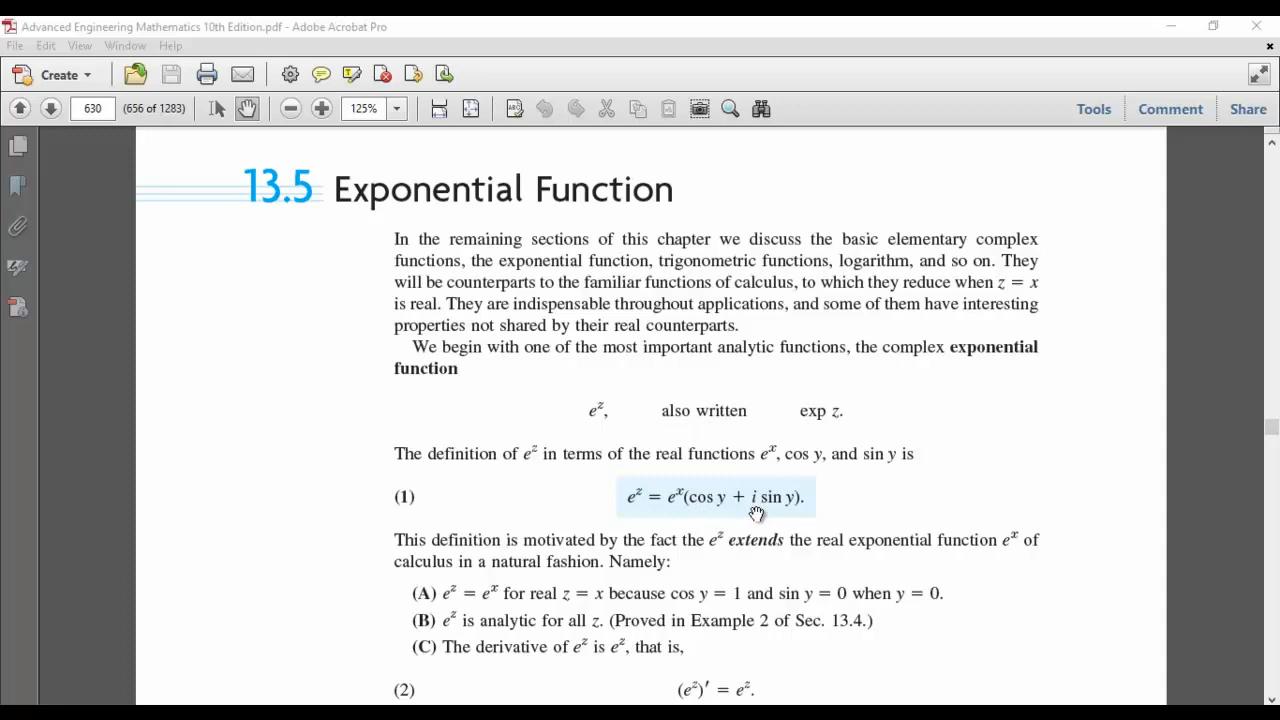 Advanced Engineering Mathematics 10th Edition.pdf - Adobe Acrobat Pro
File Edit View Window Help
Create
630 (656 of 1283) 125% Tools Comment Share
13.5 Exponential Function
In the remaining sections of this chapter we discuss the basic elementary complex
functions, the exponential function, trigonometric functions, logarithm, and so on. They
will be counterparts to the familiar functions of calculus, to which they reduce when z = x
is real. They are indispensable throughout applications, and some of them have interesting
properties not shared by their real counterparts.
We begin with one of the most important analytic functions, the complex exponential
function
e^z, also written exp z.
The definition of e^z in terms of the real functions e^x, cos y, and sin y is
(1) e^z = e^x(cos y + i sin y).
This definition is motivated by the fact the e^z extends the real exponential function e^x of
calculus in a natural fashion. Namely:
(A) e^z = e^x for real z = x because cos y = 1 and sin y = 0 when y = 0.
(B) e^z is analytic for all z. (Proved in Example 2 of Sec. 13.4.)
(C) The derivative of e^z is e^z, that is,
(2) (e^z)′ = e^z.